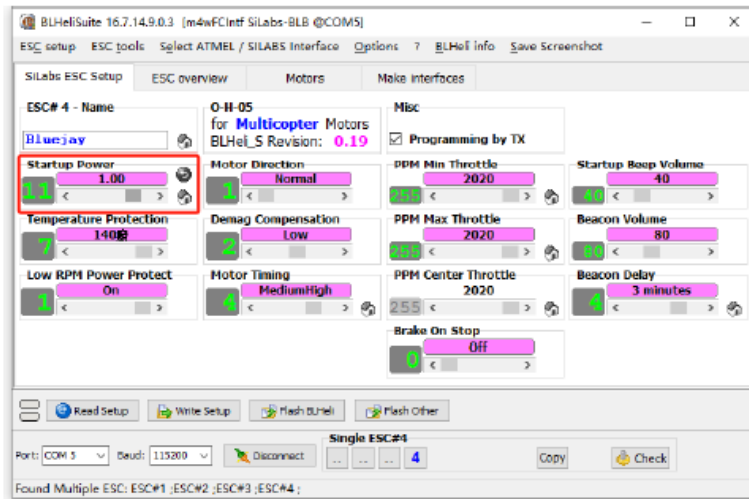 BLHeliSuite 16.7.14.9.0.3 [m4wFCIntf SiLabs-BLB @COM5]
ESC setup ESC tools Select ATMEL / SILABS Interface Options ? BLHeli info Save Screenshot
SiLabs ESC Setup ESC overview Motors Make interfaces
ESC# 4 - Name
Bluejay
O-H-05
for Multicopter Motors
BLHeli_S Revision: 0.19
Misc
Programming by TX
Startup Power
1.00
11
Motor Direction
Normal
1
PPM Min Throttle
2020
255
Startup Beep Volume
40
40
Temperature Protection
140
7
Demag Compensation
Low
2
PPM Max Throttle
2020
255
Beacon Volume
80
80
Low RPM Power Protect
On
1
Motor Timing
MediumHigh
4
PPM Center Throttle
2020
255
Beacon Delay
3 minutes
4
Brake On Stop
Off
0
Read Setup Write Setup Flash BLHeli Flash Other
Single ESC#4
Port: COM 5 Baud: 115200 Disconnect .. .. .. 4 Copy Check
Found Multiple ESC: ESC#1 ;ESC#2 ;ESC#3 ;ESC#4 ;